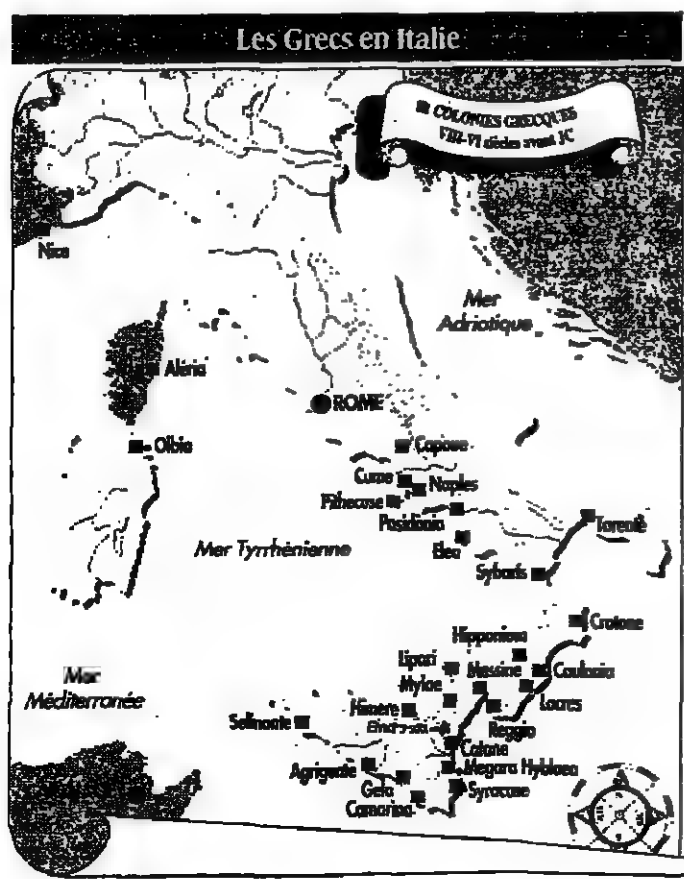 Les Grecs en Italie
COLONIES GRECQUES
VIII-VI siècles avant JC
Nice
Mer
Adriatique
Aléria
ROME
Olbia
Capoue
Cume
Naples
Pithecuse
Posidonia
Tarente
Mer Tyrrhénienne
Elea
Sybaris
Crotone
Hipponion
Lipari
Messine
Caulonia
Mer
Méditerranée
Mylae
Locres
Himère
Selinonte
Reggio
Catane
Agrigente
Megara Hyblaea
Gela
Syracuse
Camarina